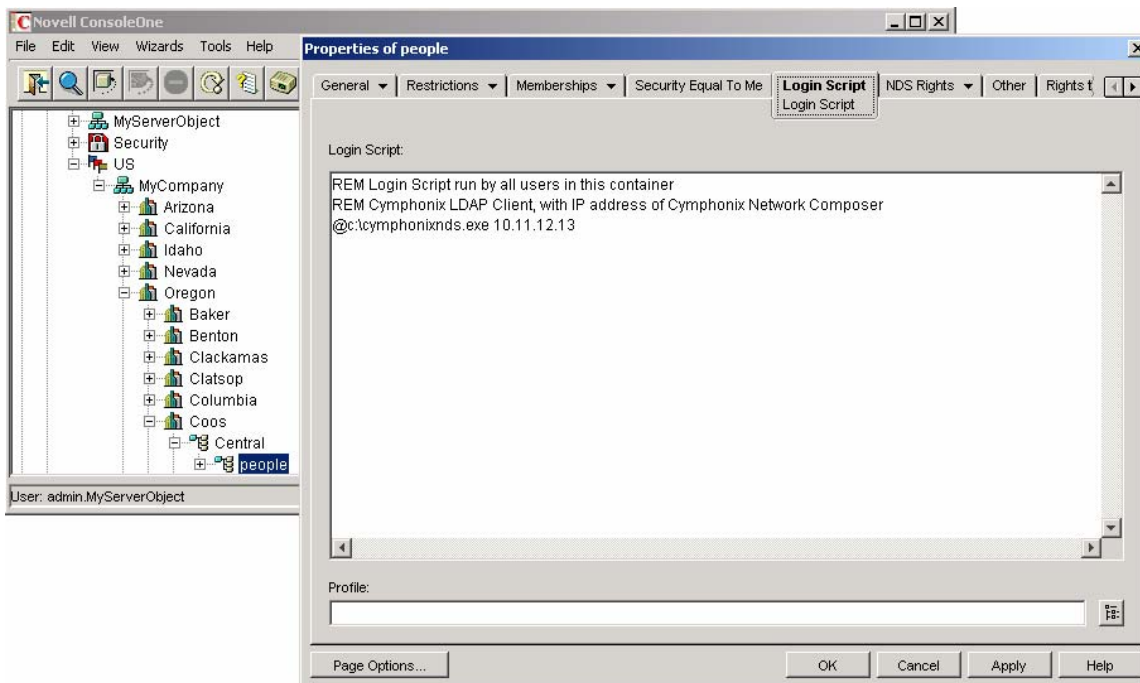 Novell ConsoleOne
File Edit View Wizards Tools Help
MyServerObject
Security
US
MyCompany
Arizona
California
Idaho
Nevada
Oregon
Baker
Benton
Clackamas
Clatsop
Columbia
Coos
Central
people
User: admin.MyServerObject
Properties of people
General Restrictions Memberships Security Equal To Me Login Script NDS Rights Other Rights t
Login Script
Login Script:
REM Login Script run by all users in this container
REM Cymphonix LDAP Client, with IP address of Cymphonix Network Composer
@c:\cymphonixnds.exe 10.11.12.13
Profile:
Page Options... OK Cancel Apply Help